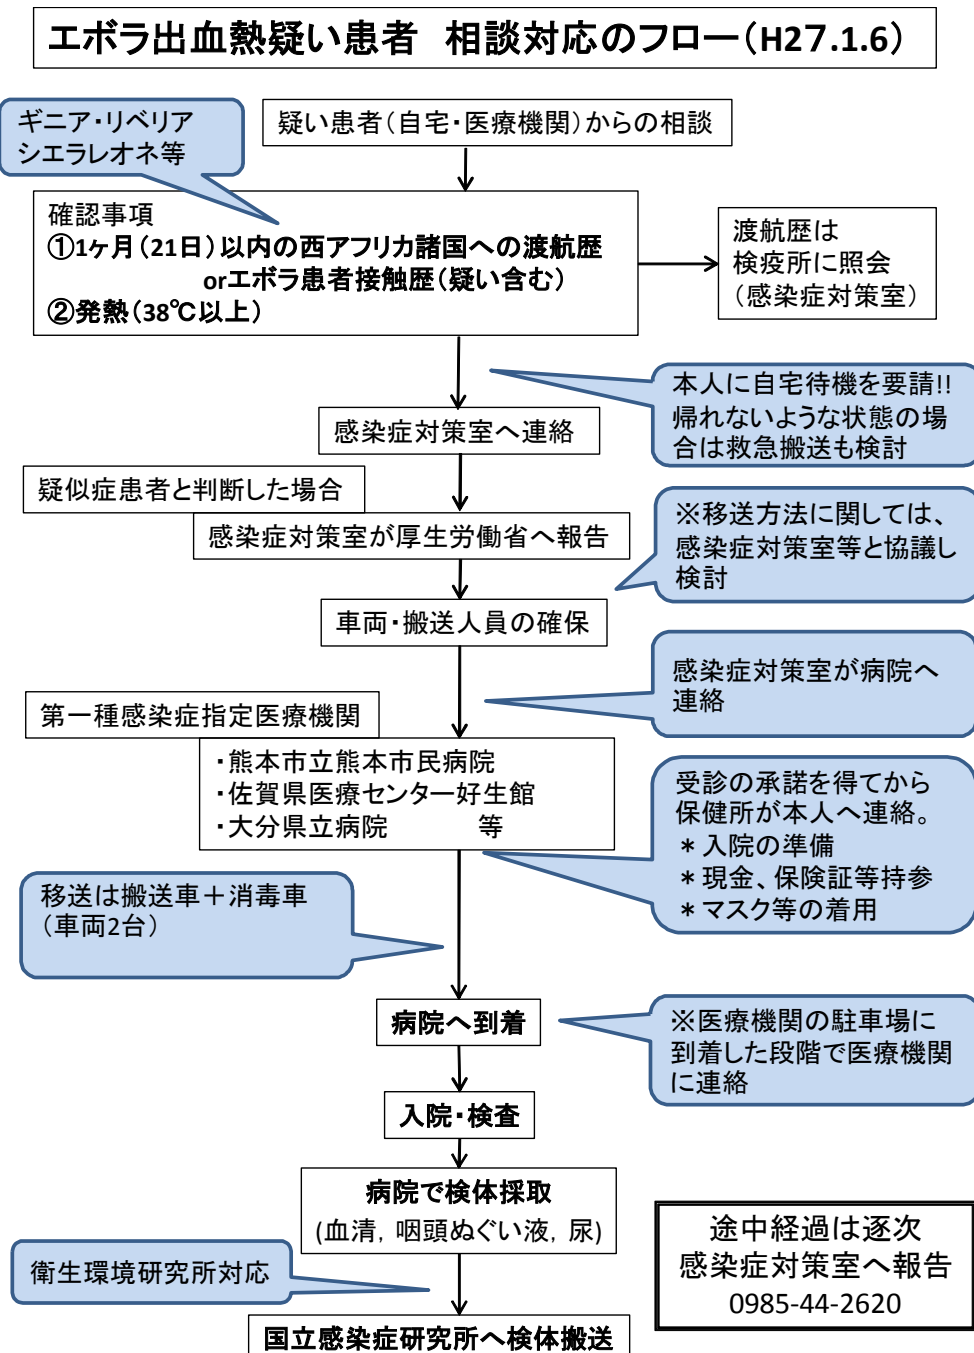 エボラ出血熱疑い患者　相談対応のフロー（H27.1.6）
ギニア・リベリア
シエラレオネ等
疑い患者（自宅・医療機関）からの相談
確認事項
①1ヶ月（21日）以内の西アフリカ諸国への渡航歴
orエボラ患者接触歴（疑い含む）
②発熱（38℃以上）
渡航歴は
検疫所に照会
（感染症対策室）
本人に自宅待機を要請!!
帰れないような状態の場
合は救急搬送も検討
感染症対策室へ連絡
疑似症患者と判断した場合
感染症対策室が厚生労働省へ報告
※移送方法に関しては、
感染症対策室等と協議し
検討
車両・搬送人員の確保
感染症対策室が病院へ
連絡
第一種感染症指定医療機関
・熊本市立熊本市民病院
・佐賀県医療センター好生館
・大分県立病院　　　等
受診の承諾を得てから
保健所が本人へ連絡。
＊入院の準備
＊現金、保険証等持参
＊マスク等の着用
移送は搬送車＋消毒車
（車両2台）
病院へ到着
※医療機関の駐車場に
到着した段階で医療機関
に連絡
入院・検査
病院で検体採取
(血清，咽頭ぬぐい液，尿)
衛生環境研究所対応
国立感染症研究所へ検体搬送
途中経過は逐次
感染症対策室へ報告
0985-44-2620